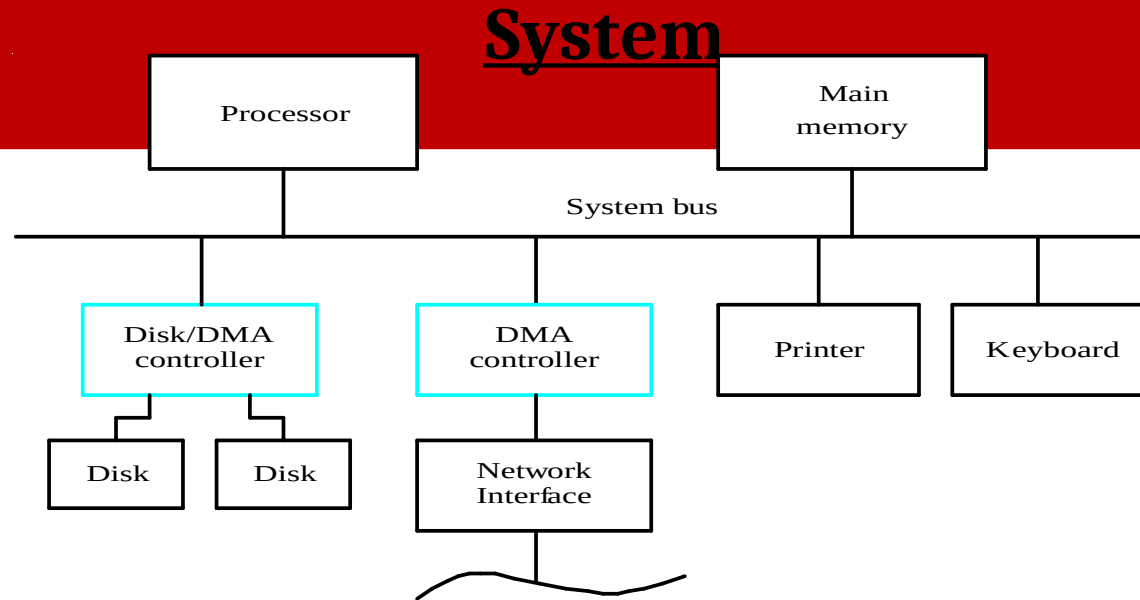 System
Processor
Main
memory
System bus
Disk/DMA
controller
DMA
controller
Printer
Keyboard
Disk
Disk
Network
Interface